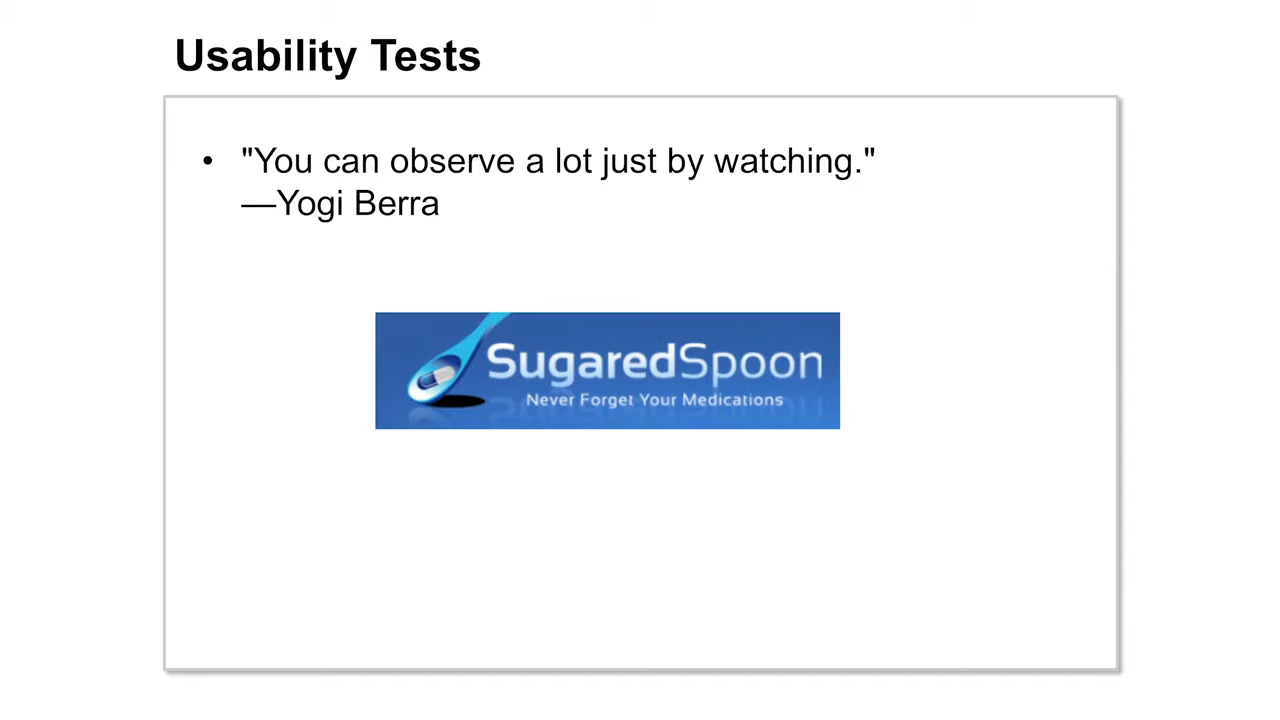 Usability Tests
• "You can observe a lot just by watching."
—Yogi Berra
SugaredSpoon
Never Forget Your Medications